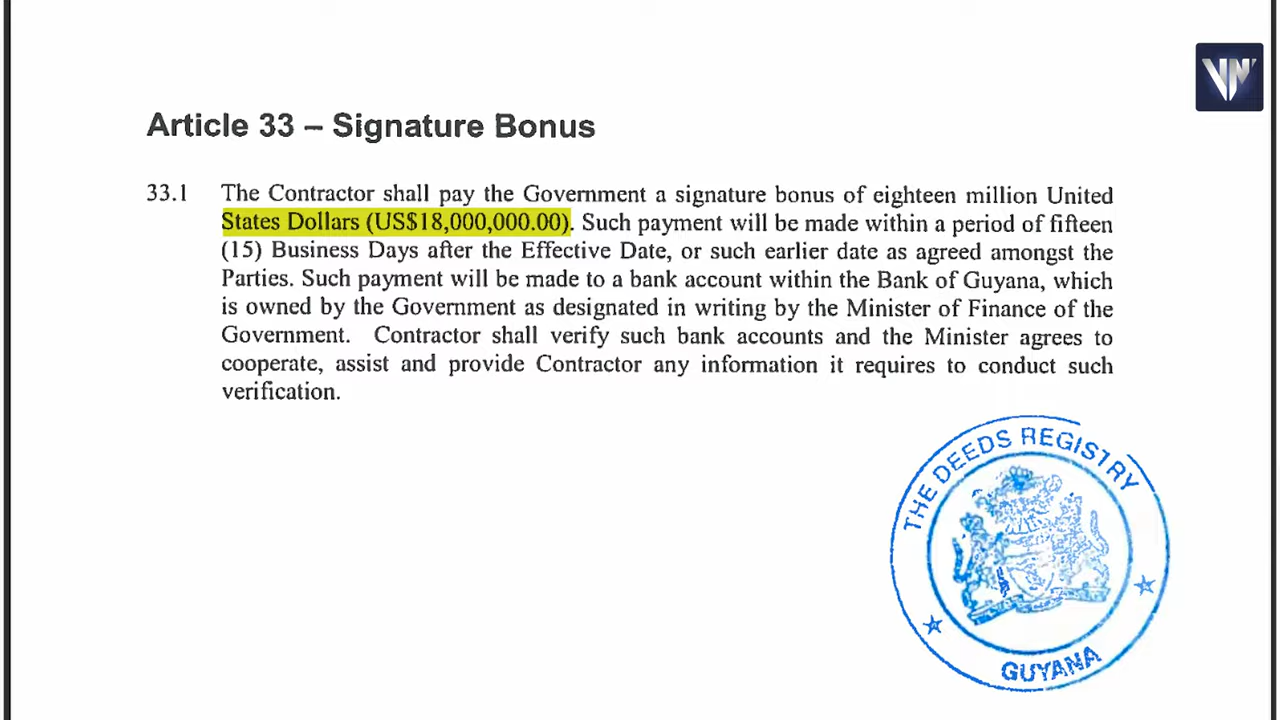 VN
Article 33 – Signature Bonus
33.1 The Contractor shall pay the Government a signature bonus of eighteen million United
States Dollars (US$18,000,000.00). Such payment will be made within a period of fifteen
(15) Business Days after the Effective Date, or such earlier date as agreed amongst the
Parties. Such payment will be made to a bank account within the Bank of Guyana, which
is owned by the Government as designated in writing by the Minister of Finance of the
Government. Contractor shall verify such bank accounts and the Minister agrees to
cooperate, assist and provide Contractor any information it requires to conduct such
verification.
THE DEEDS REGISTRY
GUYANA